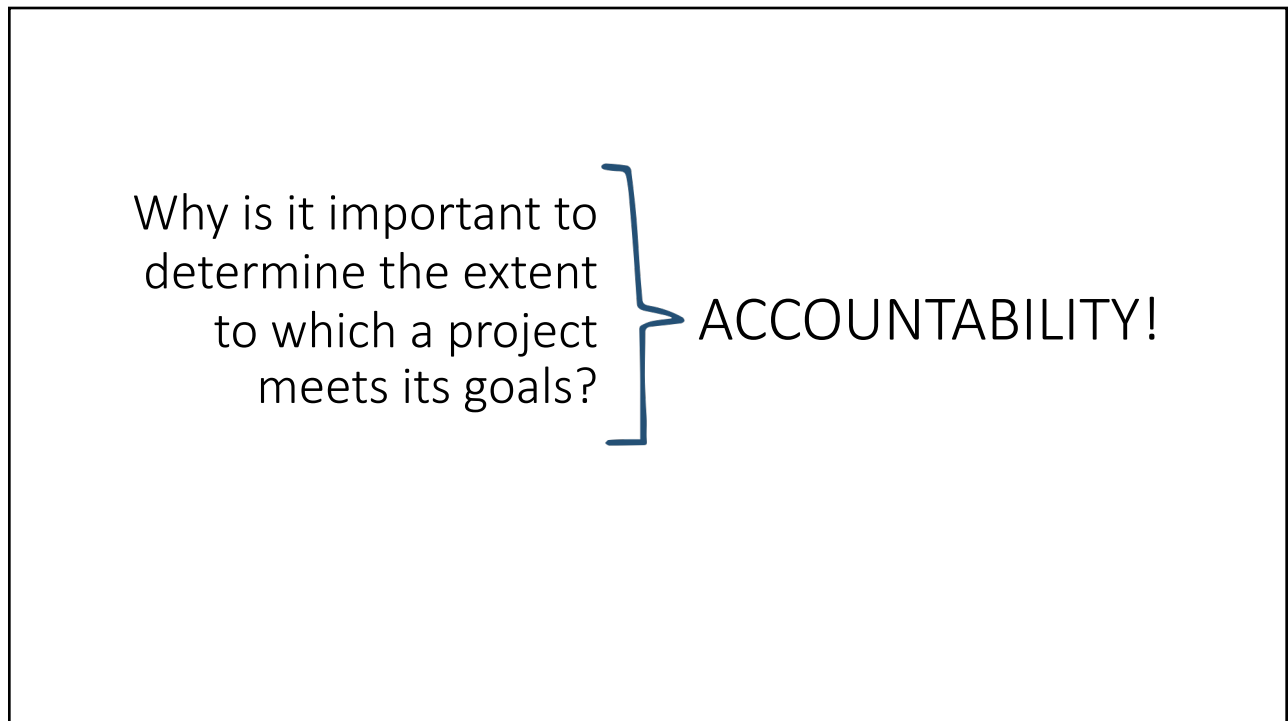 Why is it important to
determine the extent
to which a project
meets its goals?
ACCOUNTABILITY!